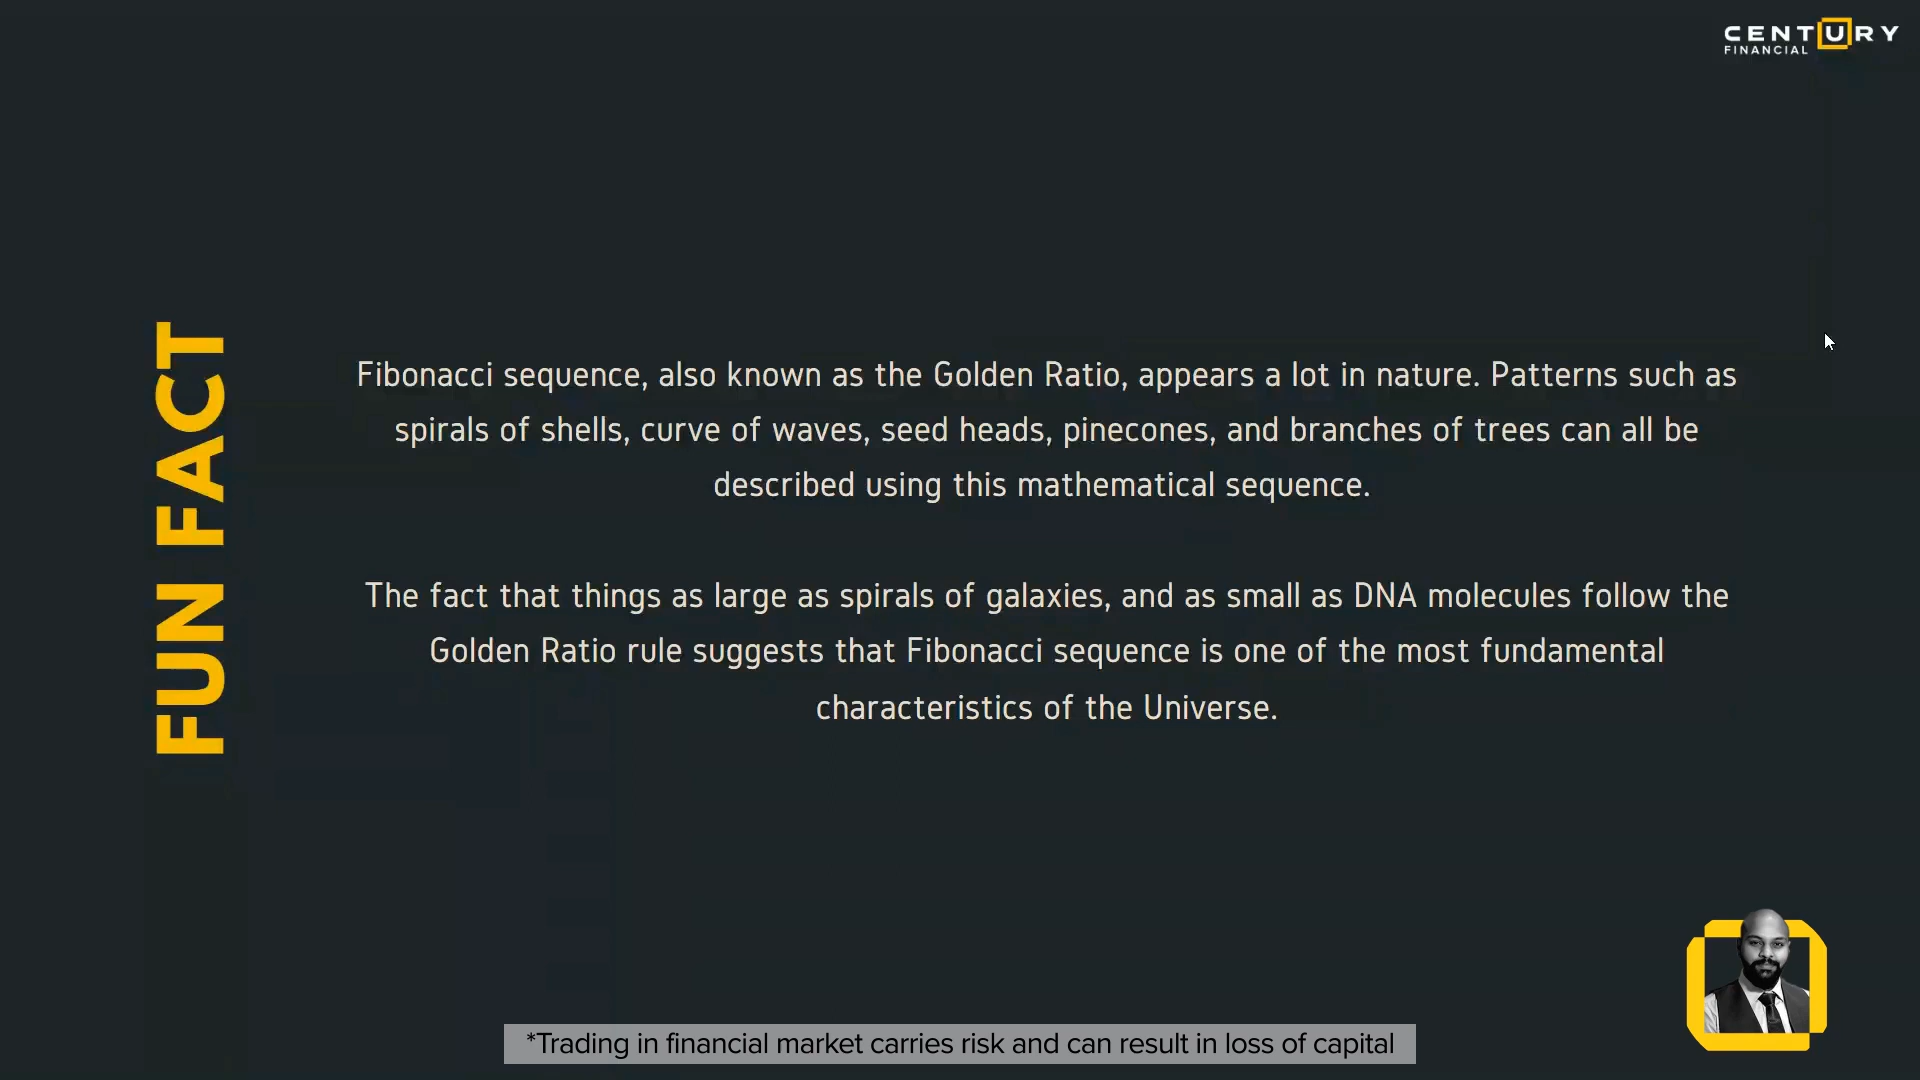 CENTURY
FINANCIAL
FUN FACT
Fibonacci sequence, also known as the Golden Ratio, appears a lot in nature. Patterns such as
spirals of shells, curve of waves, seed heads, pinecones, and branches of trees can all be
described using this mathematical sequence.
The fact that things as large as spirals of galaxies, and as small as DNA molecules follow the
Golden Ratio rule suggests that Fibonacci sequence is one of the most fundamental
characteristics of the Universe.
*Trading in financial market carries risk and can result in loss of capital